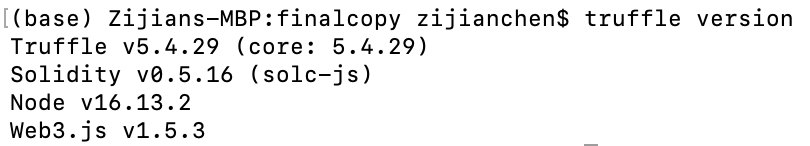 [(base) Zijians-MBP:finalcopy zijianchen$ truffle version
Truffle v5.4.29 (core: 5.4.29)
Solidity v0.5.16 (solc-js)
Node v16.13.2
Web3.js v1.5.3